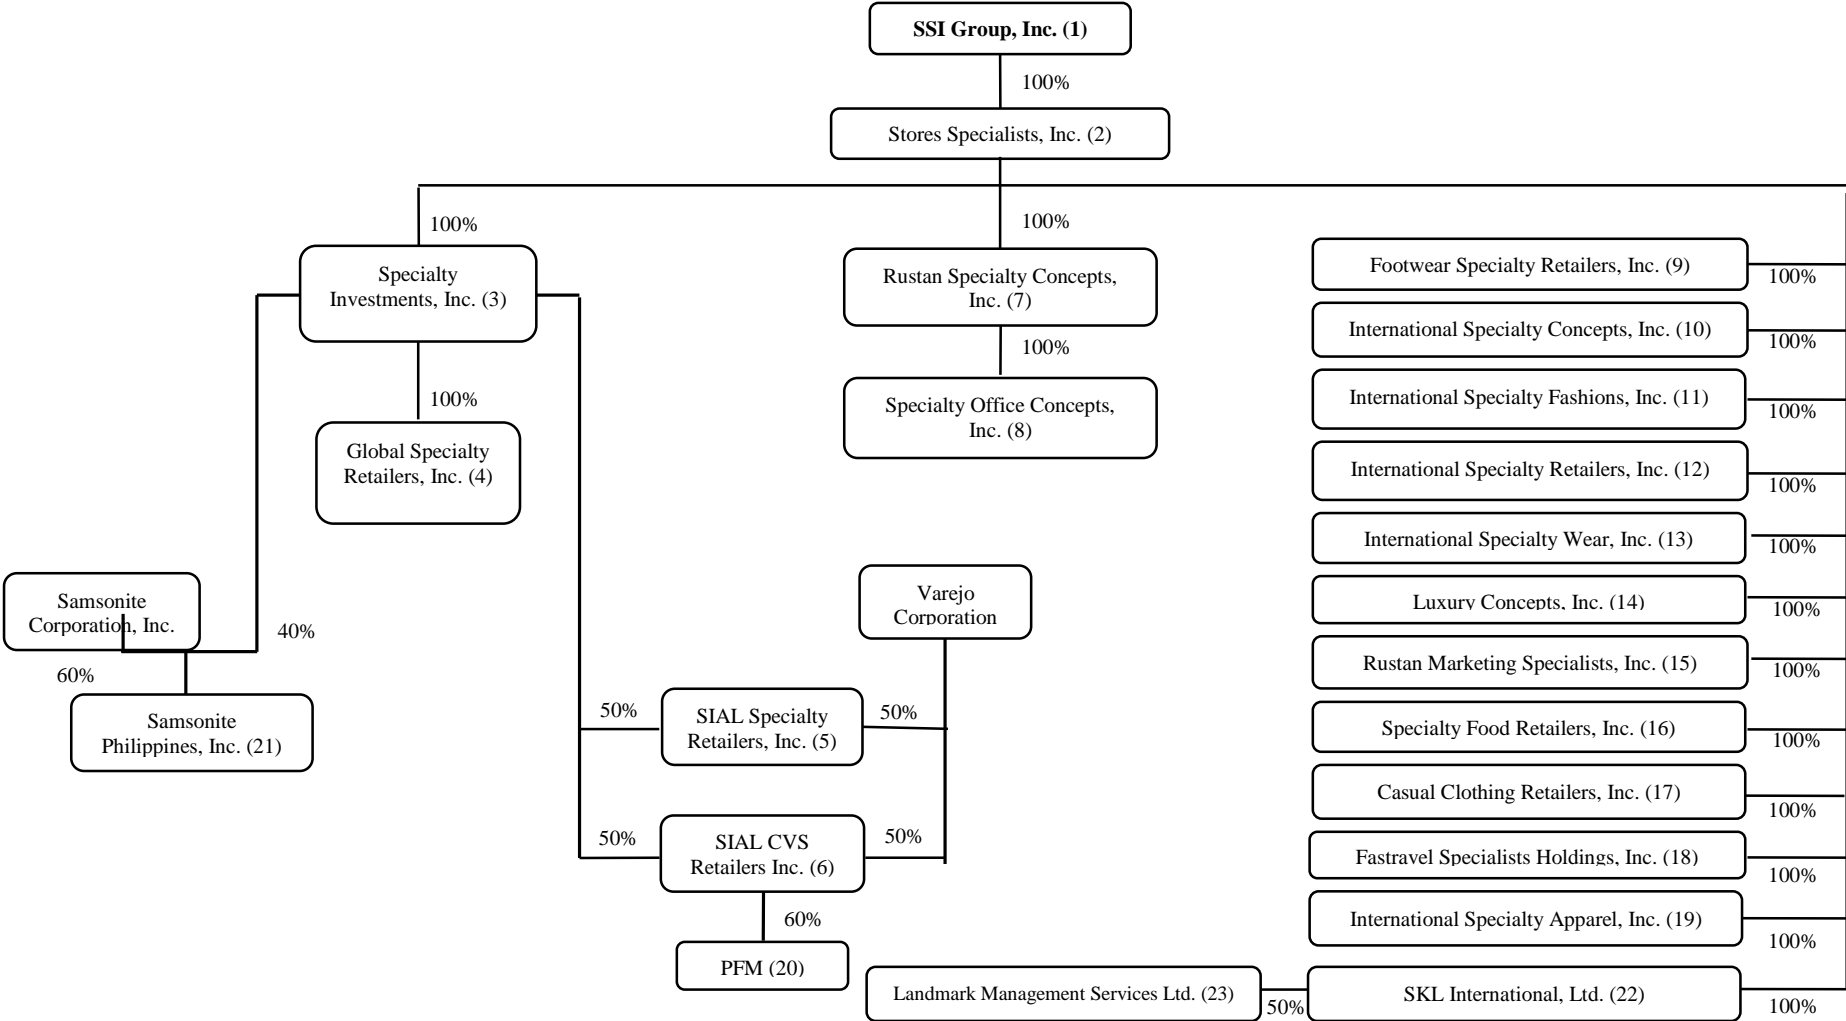 SSI Group, Inc. (1)
100%
Stores Specialists, Inc. (2)
100%
Specialty
Investments, Inc. (3)
100%
Global Specialty
Retailers, Inc. (4)
100%
Rustan Specialty Concepts,
Inc. (7)
100%
Specialty Office Concepts,
Inc. (8)
Samsonite
Corporation, Inc.
40%
60%
Samsonite
Philippines, Inc. (21)
Varejo
Corporation
50%
SIAL Specialty
Retailers, Inc. (5)
50%
50%
SIAL CVS
Retailers Inc. (6)
50%
60%
PFM (20)
Footwear Specialty Retailers, Inc. (9)
100%
International Specialty Concepts, Inc. (10)
100%
International Specialty Fashions, Inc. (11)
100%
International Specialty Retailers, Inc. (12)
100%
International Specialty Wear, Inc. (13)
100%
Luxury Concepts, Inc. (14)
100%
Rustan Marketing Specialists, Inc. (15)
100%
Specialty Food Retailers, Inc. (16)
100%
Casual Clothing Retailers, Inc. (17)
100%
Fastravel Specialists Holdings, Inc. (18)
100%
International Specialty Apparel, Inc. (19)
100%
Landmark Management Services Ltd. (23)
50%
SKL International, Ltd. (22)
100%